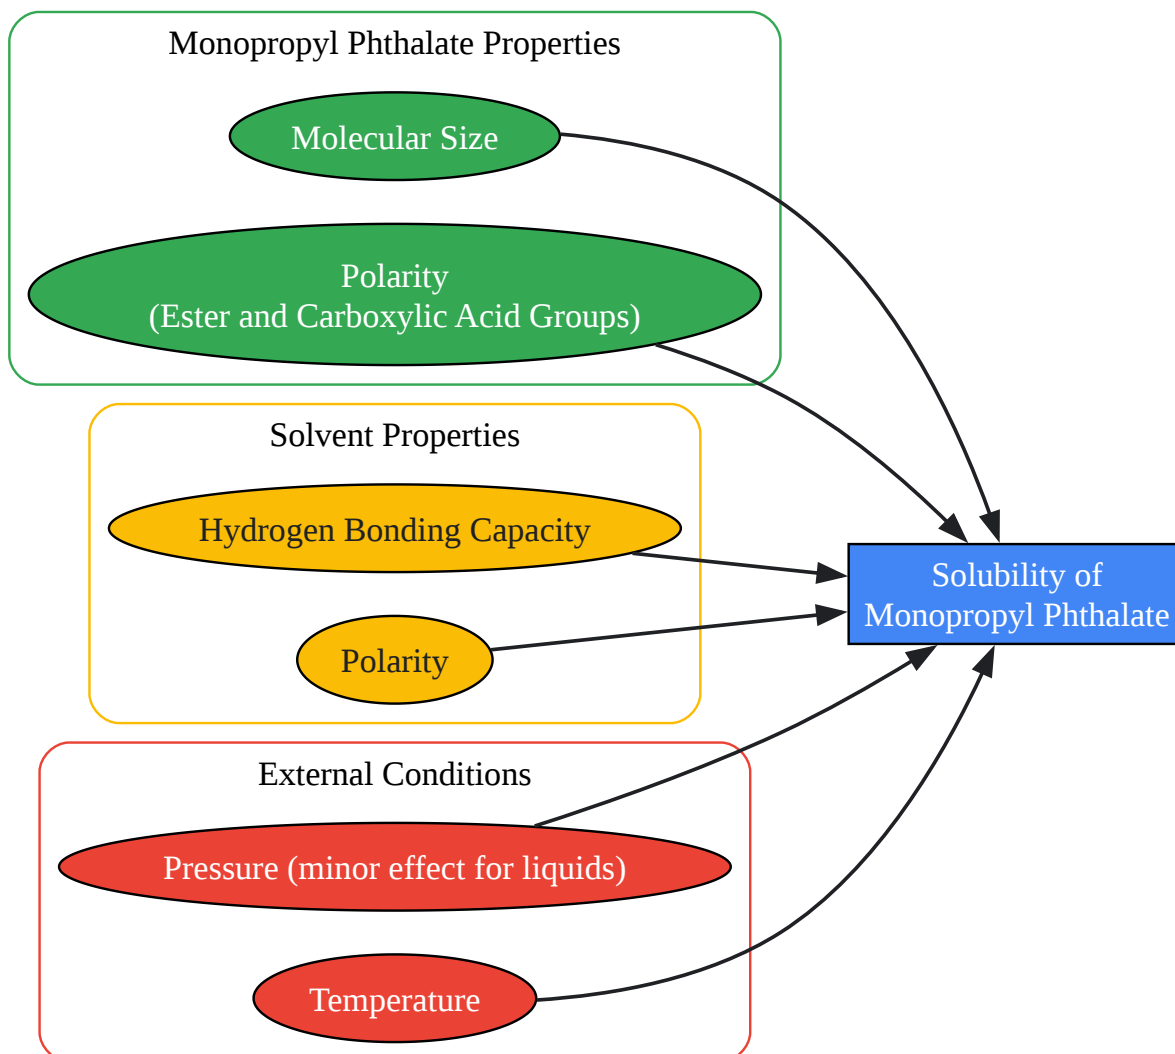 Monopropyl Phthalate Properties
Molecular Size
Polarity
(Ester and Carboxylic Acid Groups)
Solvent Properties
Hydrogen Bonding Capacity
Polarity
External Conditions
Pressure (minor effect for liquids)
Temperature
Solubility of
Monopropyl Phthalate